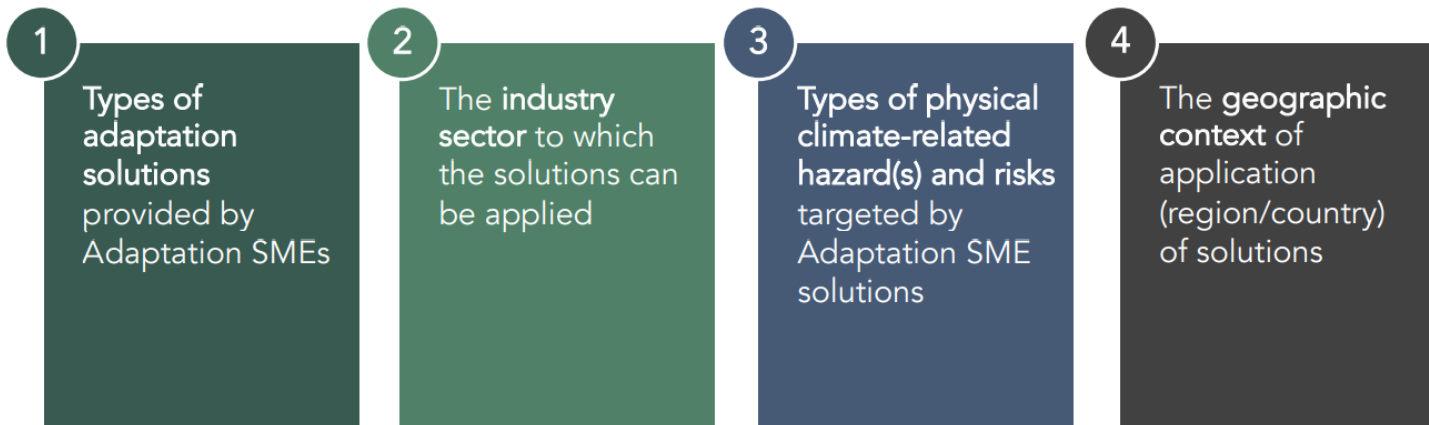 1
Types of
adaptation
solutions
provided by
Adaptation SMEs
2
The industry
sector to which
the solutions can
be applied
3
Types of physical
climate-related
hazard(s) and risks
targeted by
Adaptation SME
solutions
4
The geographic
context of
application
(region/country)
of solutions